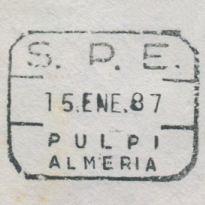 S. P. E.
15.ENE.87
PULPI
ALMERIA